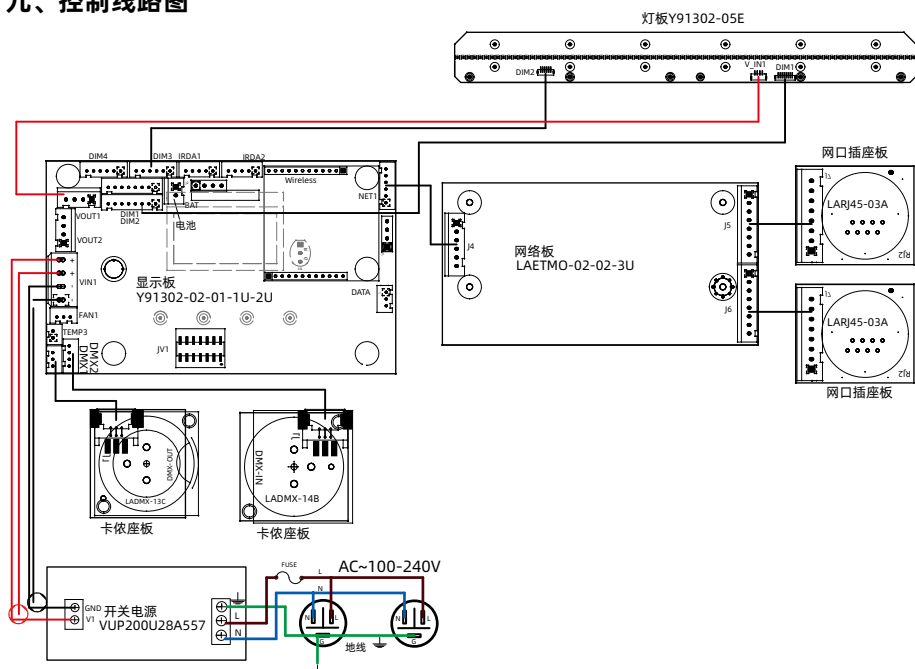 九、控制线路图
灯板Y91302-05E
DIM2
V_IN1
DIM1
DIM4
DIM3
IRDA1
IRDA2
Wireless
NET1
BAT
VOUT1
DIM1
DIM2
电池
VOUT2
VIN1
显示板
Y91302-02-01-1U-2U
DATA
FAN1
TEMP3
JV1
DMX2
DMX1
J4
网络板
LAETMO-02-02-3U
J5
J6
网口插座板
LARJ45-03A
RJ2
LARJ45-03A
RJ2
网口插座板
DMX-OUT
LADMX-13C
卡侬座板
DMX-IN
LADMX-14B
卡侬座板
FUSE
L
AC~100-240V
N
GND
V1
开关电源
VUP200U28A557
L
N
N
L
G
地线
N
L
G